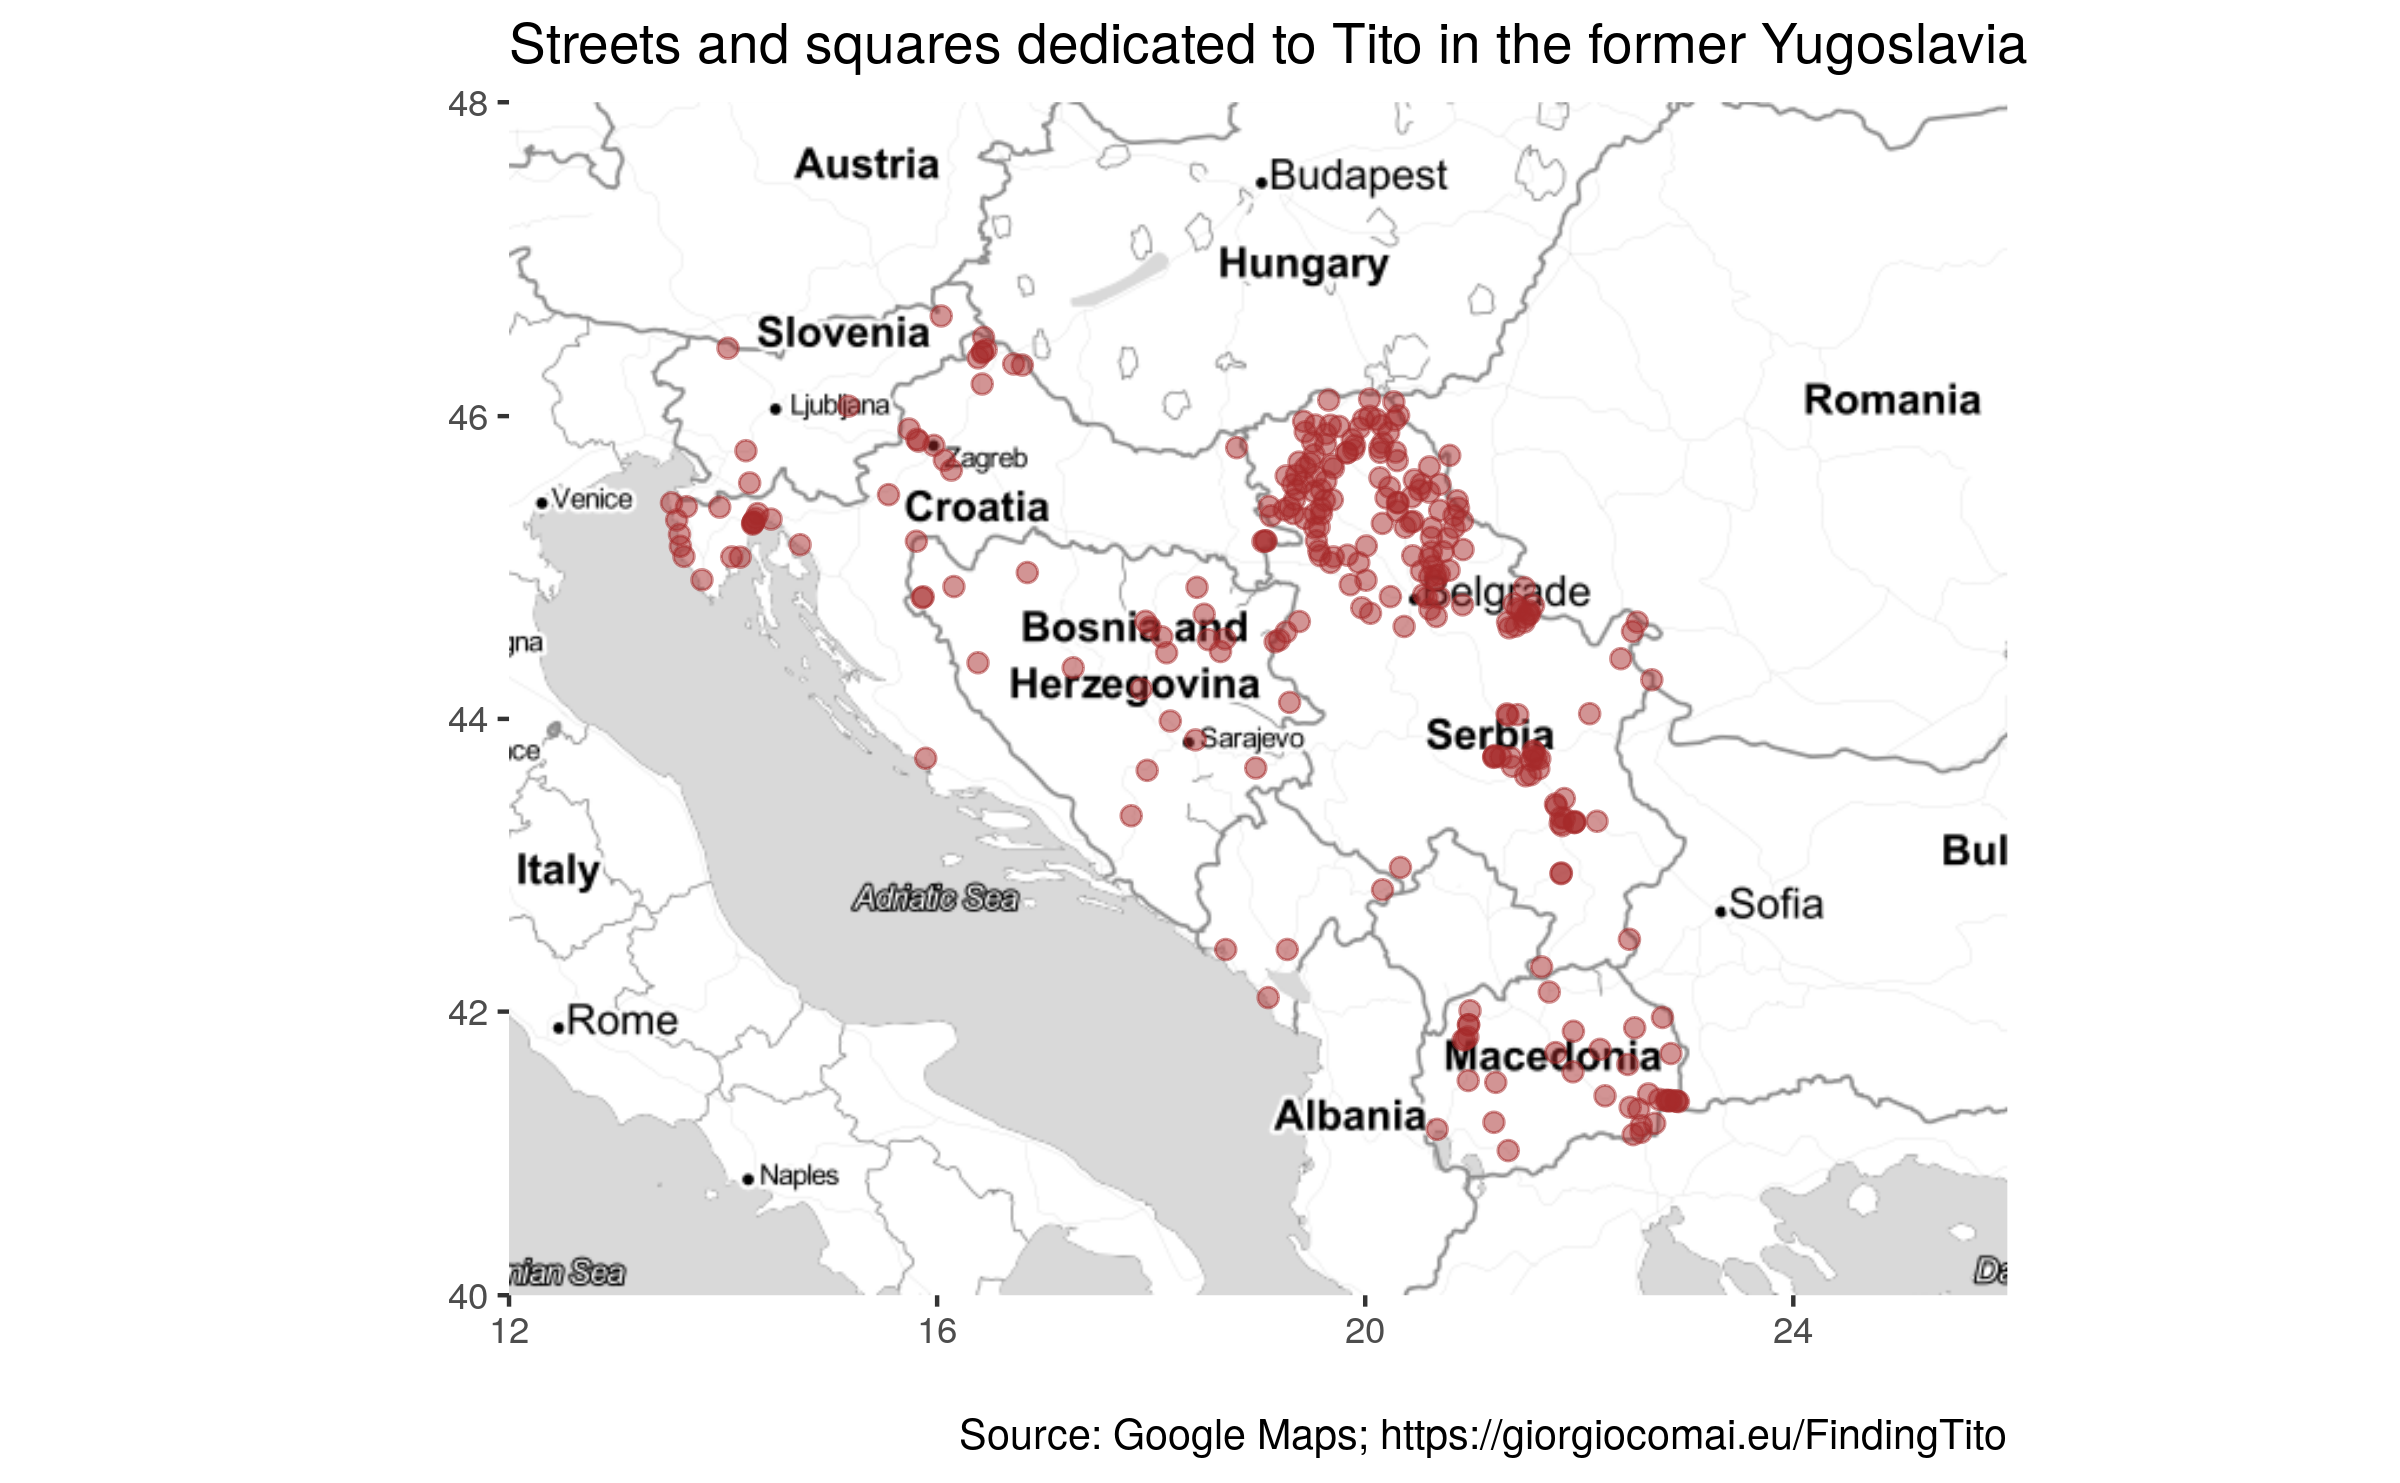 Streets and squares dedicated to Tito in the former Yugoslavia
48
Austria
Budapest
Hungary
Slovenia
Romania
46
Ljubljana
Zagreb
Venice
Croatia
Belgrade
Bosnia and
Herzegovina
gna
44
Serbia
Sarajevo
ce
Italy
Bul
Adriatic Sea
Sofia
42
Rome
Macedonia
Albania
Naples
nian Sea
Da
40
12
16
20
24
Source: Google Maps; https://giorgiocomai.eu/FindingTito